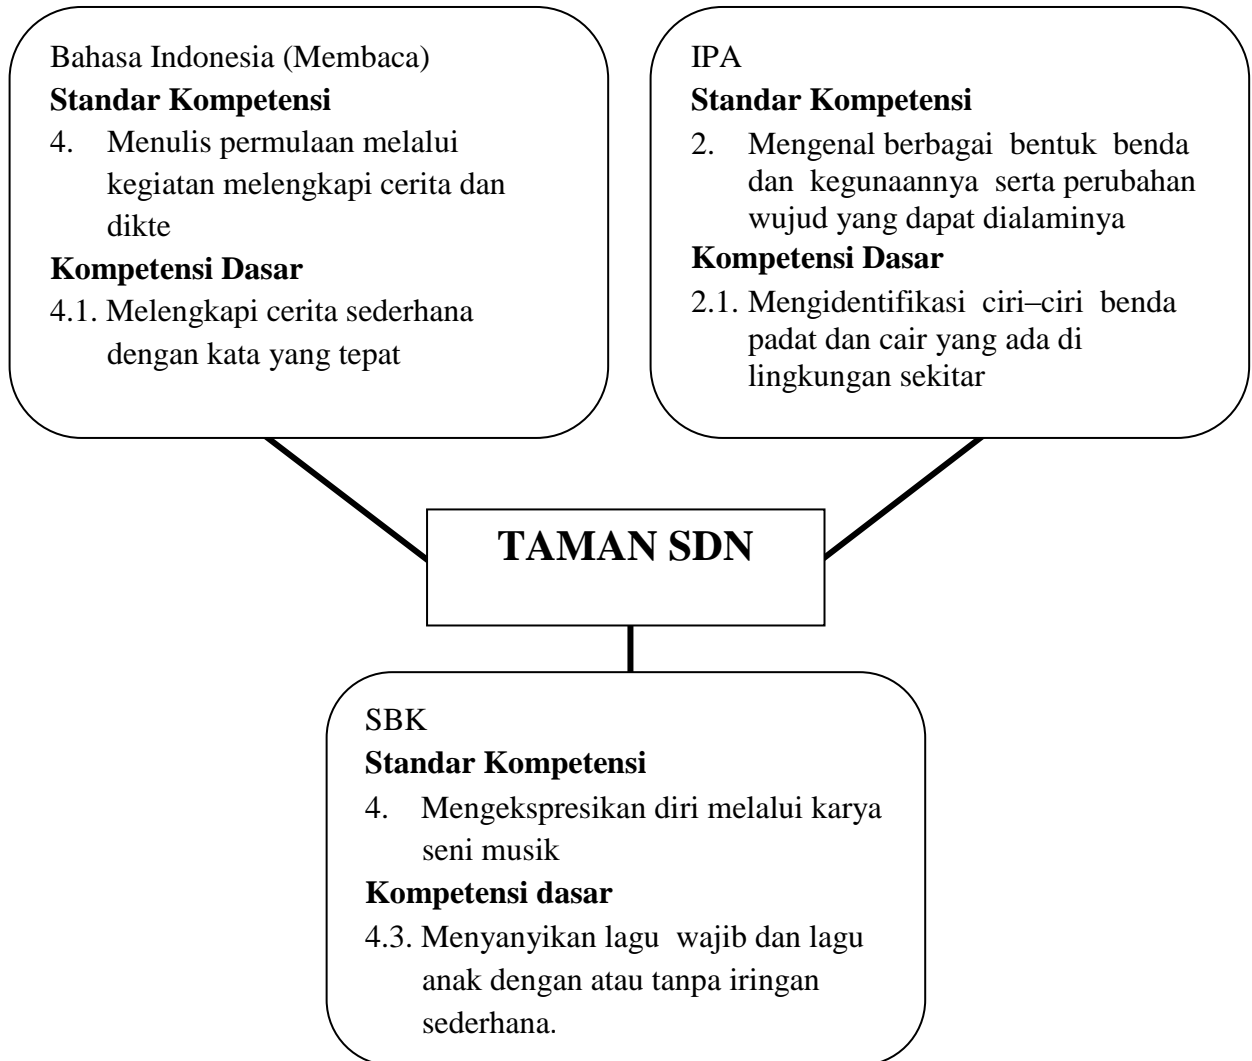 Bahasa Indonesia (Membaca)
Standar Kompetensi
4. Menulis permulaan melalui
kegiatan melengkapi cerita dan
dikte
Kompetensi Dasar
4.1. Melengkapi cerita sederhana
dengan kata yang tepat
IPA
Standar Kompetensi
2. Mengenal berbagai bentuk benda
dan kegunaannya serta perubahan
wujud yang dapat dialaminya
Kompetensi Dasar
2.1. Mengidentifikasi ciri–ciri benda
padat dan cair yang ada di
lingkungan sekitar
TAMAN SDN
SBK
Standar Kompetensi
4. Mengekspresikan diri melalui karya
seni musik
Kompetensi dasar
4.3. Menyanyikan lagu wajib dan lagu
anak dengan atau tanpa iringan
sederhana.